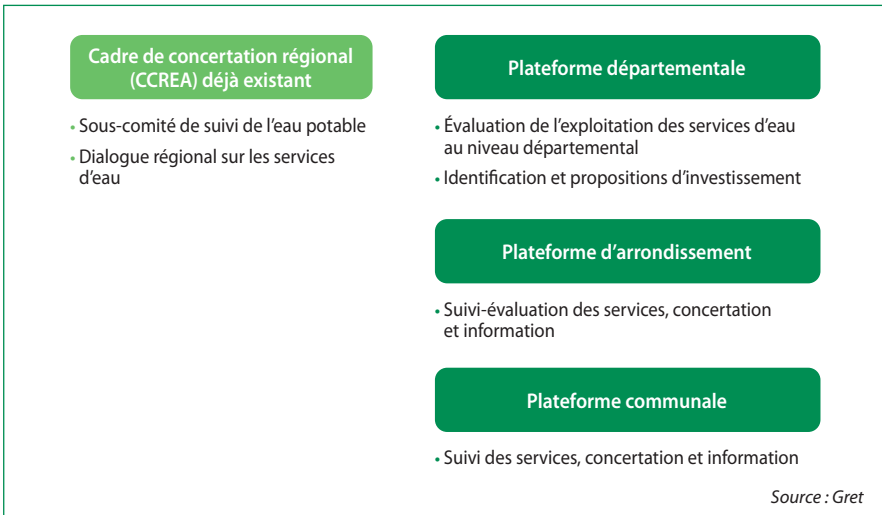 Cadre de concertation régional
(CCREA) déjà existant
• Sous-comité de suivi de l'eau potable
• Dialogue régional sur les services
d'eau
Plateforme départementale
• Évaluation de l'exploitation des services d'eau
au niveau départemental
• Identification et propositions d'investissement
Plateforme d'arrondissement
• Suivi-évaluation des services, concertation
et information
Plateforme communale
• Suivi des services, concertation et information
Source : Gret